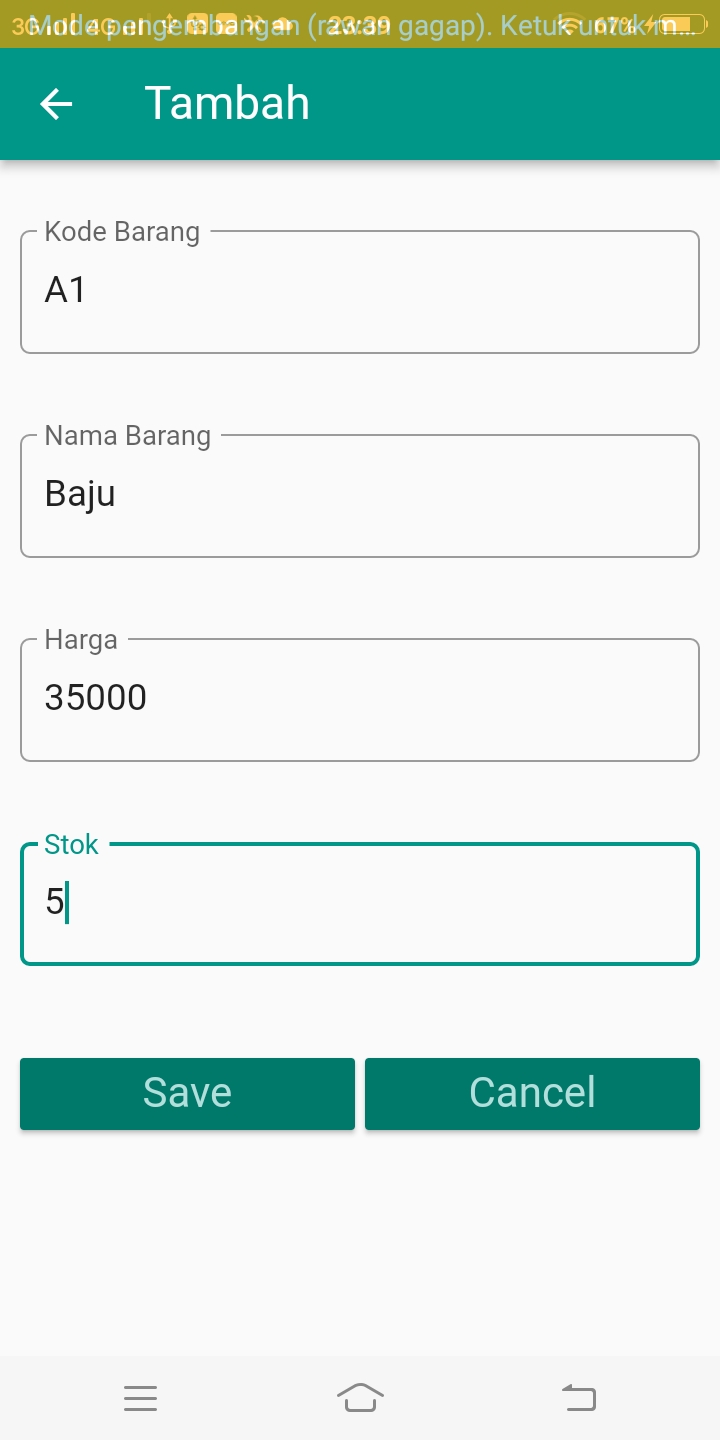 Mode pengembangan (rawan gagap). Ketuk untuk m...
23:39
67%
Tambah
Kode Barang
A1
Nama Barang
Baju
Harga
35000
Stok
5
Save
Cancel